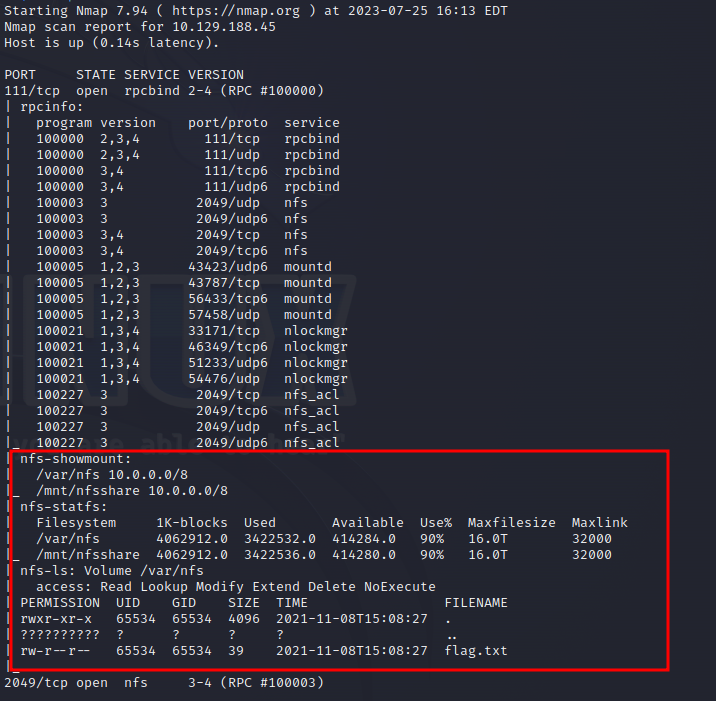 Starting Nmap 7.94 ( https://nmap.org ) at 2023-07-25 16:13 EDT
Nmap scan report for 10.129.188.45
Host is up (0.14s latency).
PORT     STATE SERVICE VERSION
111/tcp  open  rpcbind 2-4 (RPC #100000)
| rpcinfo:
|   program version    port/proto  service
|   100000  2,3,4        111/tcp   rpcbind
|   100000  2,3,4        111/udp   rpcbind
|   100000  3,4          111/tcp6  rpcbind
|   100000  3,4          111/udp6  rpcbind
|   100003  3           2049/udp   nfs
|   100003  3           2049/udp6  nfs
|   100003  3,4         2049/tcp   nfs
|   100003  3,4         2049/tcp6  nfs
|   100005  1,2,3      43423/udp6  mountd
|   100005  1,2,3      43787/tcp   mountd
|   100005  1,2,3      56433/tcp6  mountd
|   100005  1,2,3      57458/udp   mountd
|   100021  1,3,4      33171/tcp   nlockmgr
|   100021  1,3,4      46349/tcp6  nlockmgr
|   100021  1,3,4      51233/udp6  nlockmgr
|   100021  1,3,4      54476/udp   nlockmgr
|   100227  3           2049/tcp   nfs_acl
|   100227  3           2049/tcp6  nfs_acl
|   100227  3           2049/udp   nfs_acl
|_  100227  3           2049/udp6  nfs_acl
| nfs-showmount:
|   /var/nfs 10.0.0.0/8
|_  /mnt/nfsshare 10.0.0.0/8
| nfs-statfs:
|   Filesystem     1K-blocks  Used       Available  Use%  Maxfilesize  Maxlink
|   /var/nfs       4062912.0  3422532.0  414284.0   90%   16.0T        32000
|_  /mnt/nfsshare  4062912.0  3422536.0  414280.0   90%   16.0T        32000
| nfs-ls: Volume /var/nfs
|   access: Read Lookup Modify Extend Delete NoExecute
| PERMISSION  UID    GID    SIZE  TIME                 FILENAME
| rwxr-xr-x   65534  65534  4096  2021-11-08T15:08:27  .
| ??????????  ?      ?      ?     ?                    ..
| rw-r--r--   65534  65534  39    2021-11-08T15:08:27  flag.txt
|_
2049/tcp open  nfs     3-4 (RPC #100003)